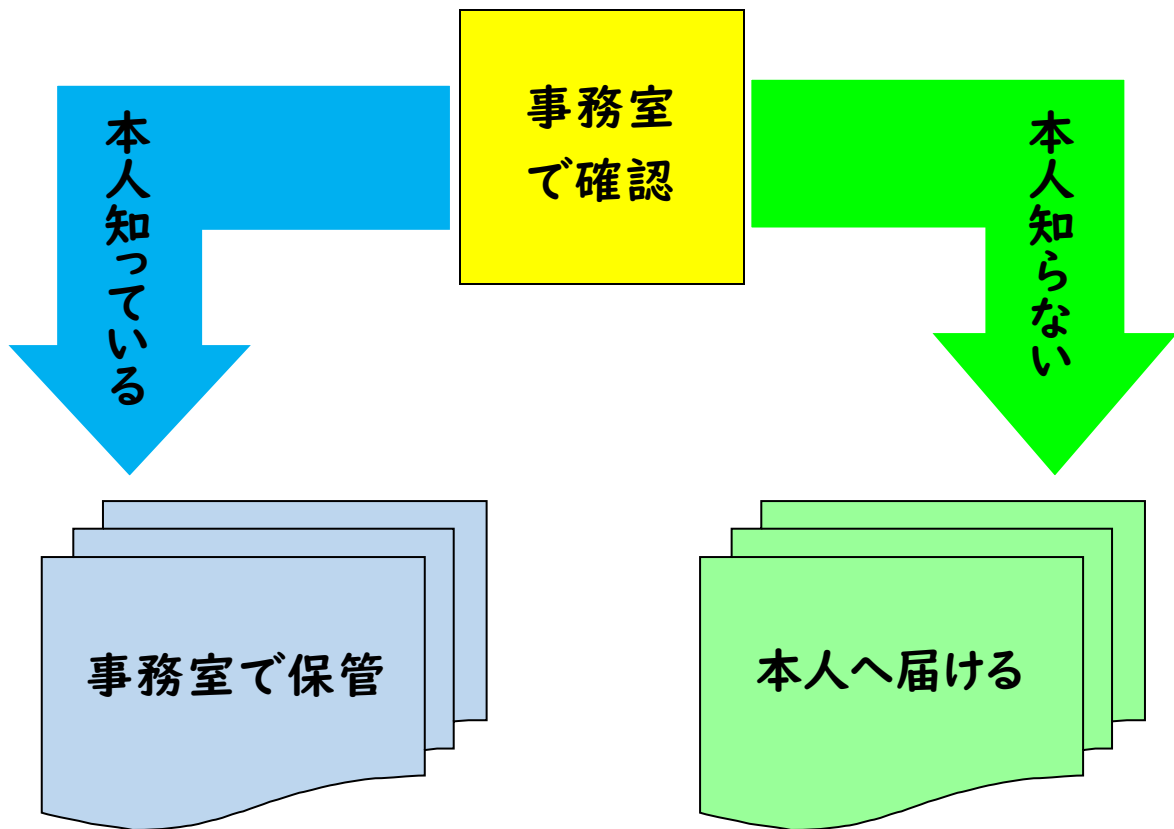 事務室
で確認
本人知っている
本人知らない
事務室で保管
本人へ届ける